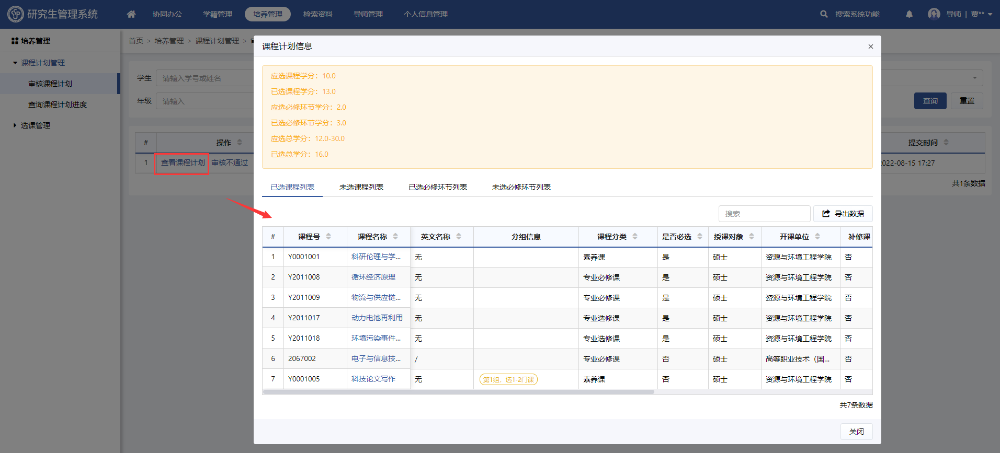 研究生管理系统
协同办公
学籍管理
培养管理
检索资料
导师管理
个人信息管理
搜索系统功能
导师 | 贾**
培养管理
课程计划管理
审核课程计划
查询课程计划进度
选课管理
首页 > 培养管理 > 课程计划管理 >
学生 请输入学号或姓名
年级 请输入
查询 重置
# 操作 提交时间
1 查看课程计划 审核不通过 022-08-15 17:27
共1条数据
课程计划信息 ×
应选课程学分：10.0
已选课程学分：13.0
应选必修环节学分：2.0
已选必修环节学分：3.0
应选总学分：12.0-30.0
已选总学分：16.0
已选课程列表 未选课程列表 已选必修环节列表 未选必修环节列表
搜索 导出数据
# 课程号 课程名称 英文名称 分组信息 课程分类 是否必选 授课对象 开课单位 补修课
1 Y0001001 科研伦理与学... 无 素养课 是 硕士 资源与环境工程学院 否
2 Y2011008 循环经济原理 无 专业必修课 是 硕士 资源与环境工程学院 否
3 Y2011009 物流与供应链... 无 专业必修课 是 硕士 资源与环境工程学院 否
4 Y2011017 动力电池再利用 无 专业选修课 是 硕士 资源与环境工程学院 否
5 Y2011018 环境污染事件... 无 专业选修课 是 硕士 资源与环境工程学院 否
6 2067002 电子与信息技... / 专业必修课 否 硕士 高等职业技术（国... 否
7 Y0001005 科技论文写作 无 第1组，选1-2门课 素养课 否 硕士 资源与环境工程学院 否
共7条数据
关闭